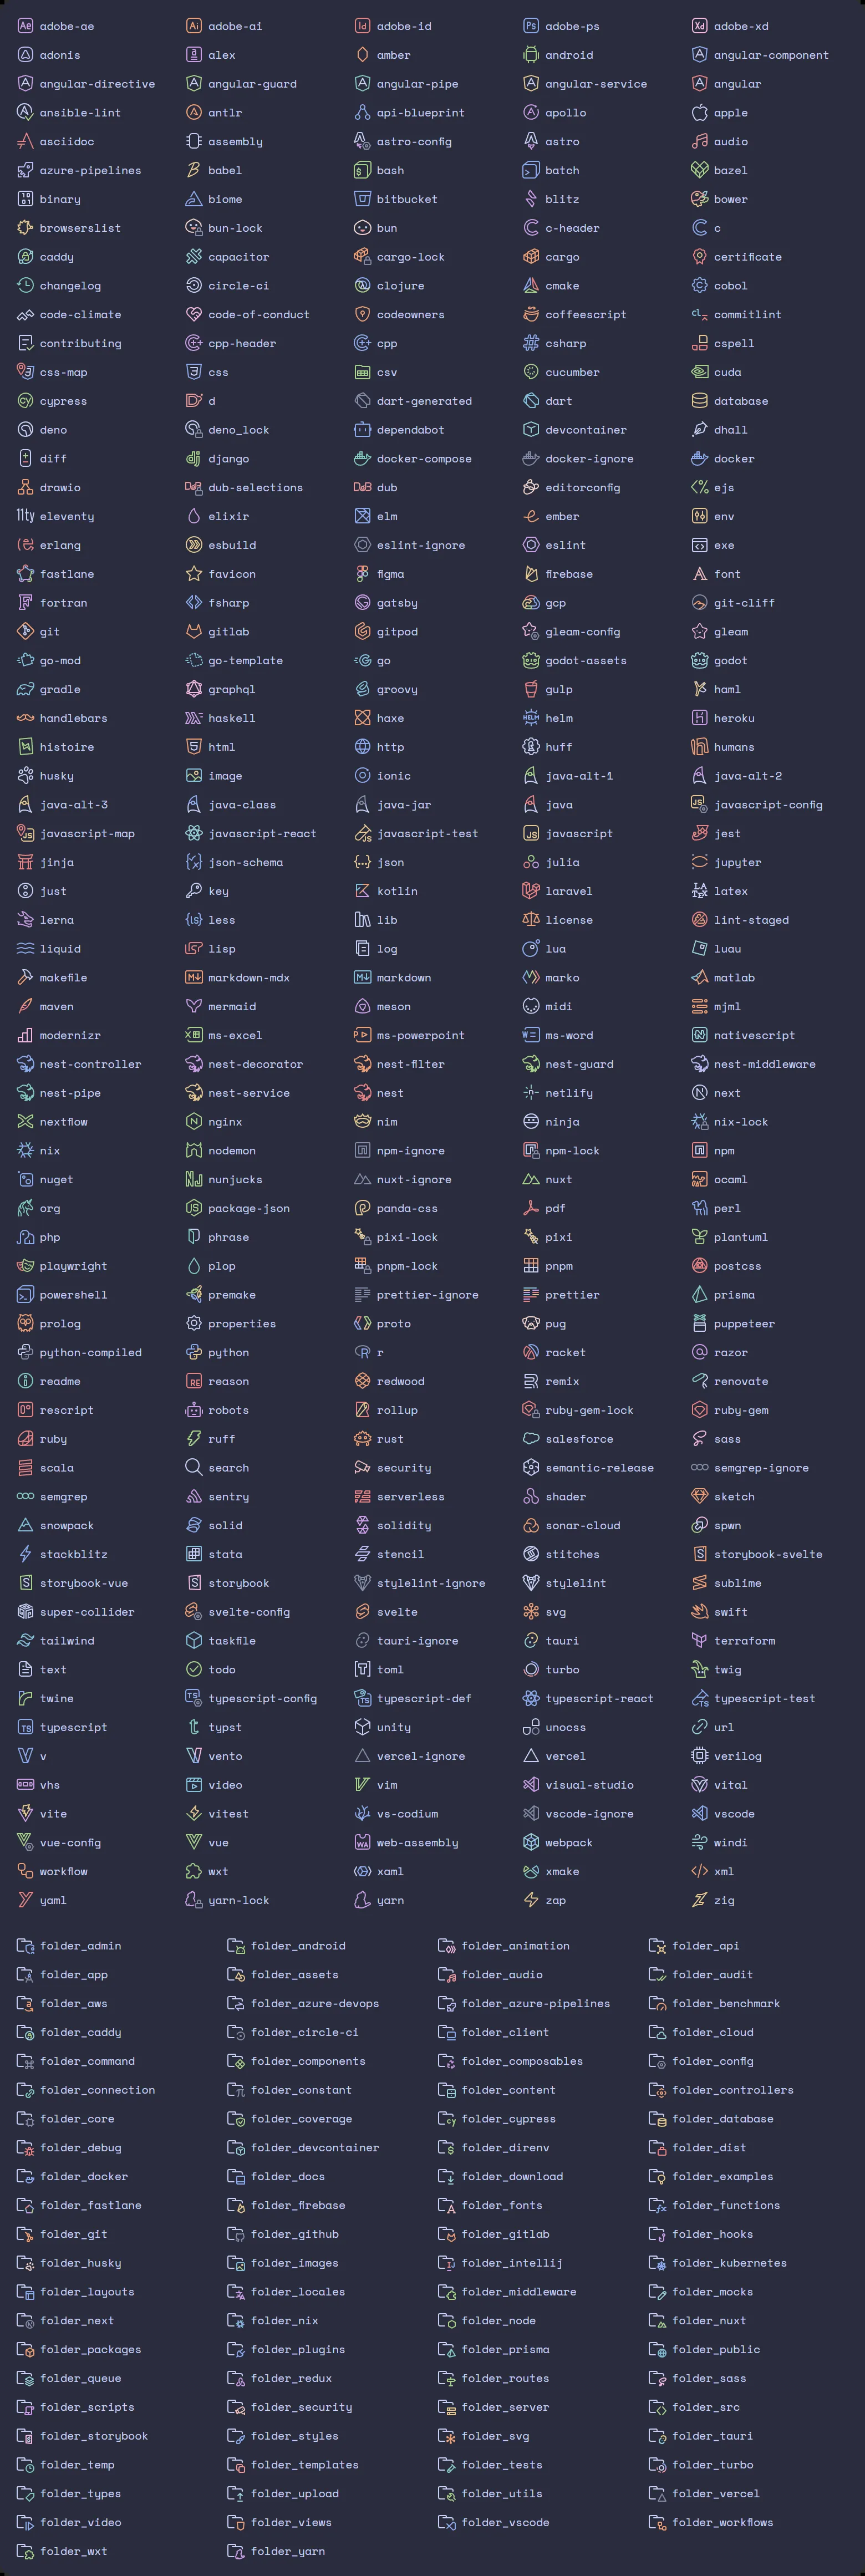 adobe-ae adobe-ai adobe-id adobe-ps adobe-xd
adonis alex amber android angular-component
angular-directive angular-guard angular-pipe angular-service angular
ansible-lint antlr api-blueprint apollo apple
asciidoc assembly astro-config astro audio
azure-pipelines babel bash batch bazel
binary biome bitbucket blitz bower
browserslist bun-lock bun c-header c
caddy capacitor cargo-lock cargo certificate
changelog circle-ci clojure cmake cobol
code-climate code-of-conduct codeowners coffeescript commitlint
contributing cpp-header cpp csharp cspell
css-map css csv cucumber cuda
cypress d dart-generated dart database
deno deno_lock dependabot devcontainer dhall
diff django docker-compose docker-ignore docker
drawio dub-selections dub editorconfig ejs
eleventy elixir elm ember env
erlang esbuild eslint-ignore eslint exe
fastlane favicon figma firebase font
fortran fsharp gatsby gcp git-cliff
git gitlab gitpod gleam-config gleam
go-mod go-template go godot-assets godot
gradle graphql groovy gulp haml
handlebars haskell haxe helm heroku
histoire html http huff humans
husky image ionic java-alt-1 java-alt-2
java-alt-3 java-class java-jar java javascript-config
javascript-map javascript-react javascript-test javascript jest
jinja json-schema json julia jupyter
just key kotlin laravel latex
lerna less lib license lint-staged
liquid lisp log lua luau
makefile markdown-mdx markdown marko matlab
maven mermaid meson midi mjml
modernizr ms-excel ms-powerpoint ms-word nativescript
nest-controller nest-decorator nest-filter nest-guard nest-middleware
nest-pipe nest-service nest netlify next
nextflow nginx nim ninja nix-lock
nix nodemon npm-ignore npm-lock npm
nuget nunjucks nuxt-ignore nuxt ocaml
org package-json panda-css pdf perl
php phrase pixi-lock pixi plantuml
playwright plop pnpm-lock pnpm postcss
powershell premake prettier-ignore prettier prisma
prolog properties proto pug puppeteer
python-compiled python r racket razor
readme reason redwood remix renovate
rescript robots rollup ruby-gem-lock ruby-gem
ruby ruff rust salesforce sass
scala search security semantic-release semgrep-ignore
semgrep sentry serverless shader sketch
snowpack solid solidity sonar-cloud spwn
stackblitz stata stencil stitches storybook-svelte
storybook-vue storybook stylelint-ignore stylelint sublime
super-collider svelte-config svelte svg swift
tailwind taskfile tauri-ignore tauri terraform
text todo toml turbo twig
twine typescript-config typescript-def typescript-react typescript-test
typescript typst unity unocss url
v vento vercel-ignore vercel verilog
vhs video vim visual-studio vital
vite vitest vs-codium vscode-ignore vscode
vue-config vue web-assembly webpack windi
workflow wxt xaml xmake xml
yaml yarn-lock yarn zap zig
folder_admin folder_android folder_animation folder_api
folder_app folder_assets folder_audio folder_audit
folder_aws folder_azure-devops folder_azure-pipelines folder_benchmark
folder_caddy folder_circle-ci folder_client folder_cloud
folder_command folder_components folder_composables folder_config
folder_connection folder_constant folder_content folder_controllers
folder_core folder_coverage folder_cypress folder_database
folder_debug folder_devcontainer folder_direnv folder_dist
folder_docker folder_docs folder_download folder_examples
folder_fastlane folder_firebase folder_fonts folder_functions
folder_git folder_github folder_gitlab folder_hooks
folder_husky folder_images folder_intellij folder_kubernetes
folder_layouts folder_locales folder_middleware folder_mocks
folder_next folder_nix folder_node folder_nuxt
folder_packages folder_plugins folder_prisma folder_public
folder_queue folder_redux folder_routes folder_sass
folder_scripts folder_security folder_server folder_src
folder_storybook folder_styles folder_svg folder_tauri
folder_temp folder_templates folder_tests folder_turbo
folder_types folder_upload folder_utils folder_vercel
folder_video folder_views folder_vscode folder_workflows
folder_wxt folder_yarn